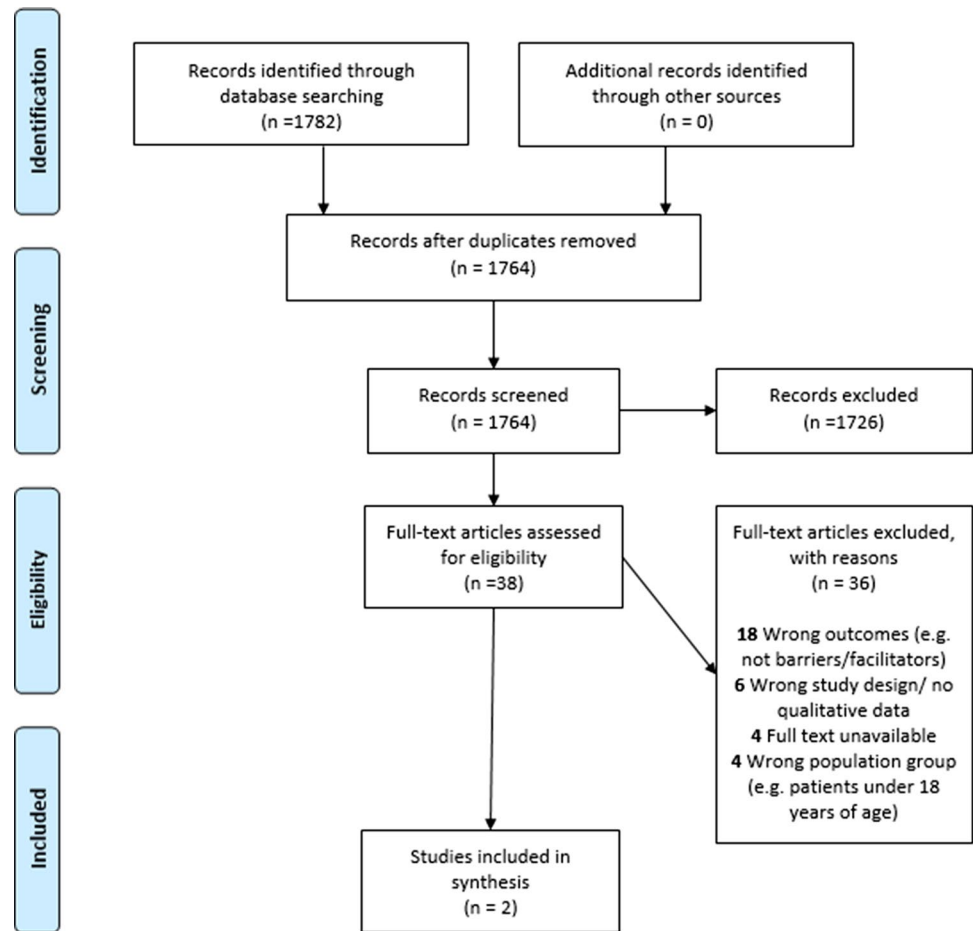 Identification
Records identified through
database searching
(n =1782)
Additional records identified
through other sources
(n = 0)
Records after duplicates removed
(n = 1764)
Screening
Records screened
(n = 1764)
Records excluded
(n =1726)
Eligibility
Full-text articles assessed
for eligibility
(n =38)
Full-text articles excluded,
with reasons
(n = 36)
18 Wrong outcomes (e.g.
not barriers/facilitators)
6 Wrong study design/ no
qualitative data
4 Full text unavailable
4 Wrong population group
(e.g. patients under 18
years of age)
Included
Studies included in
synthesis
(n = 2)